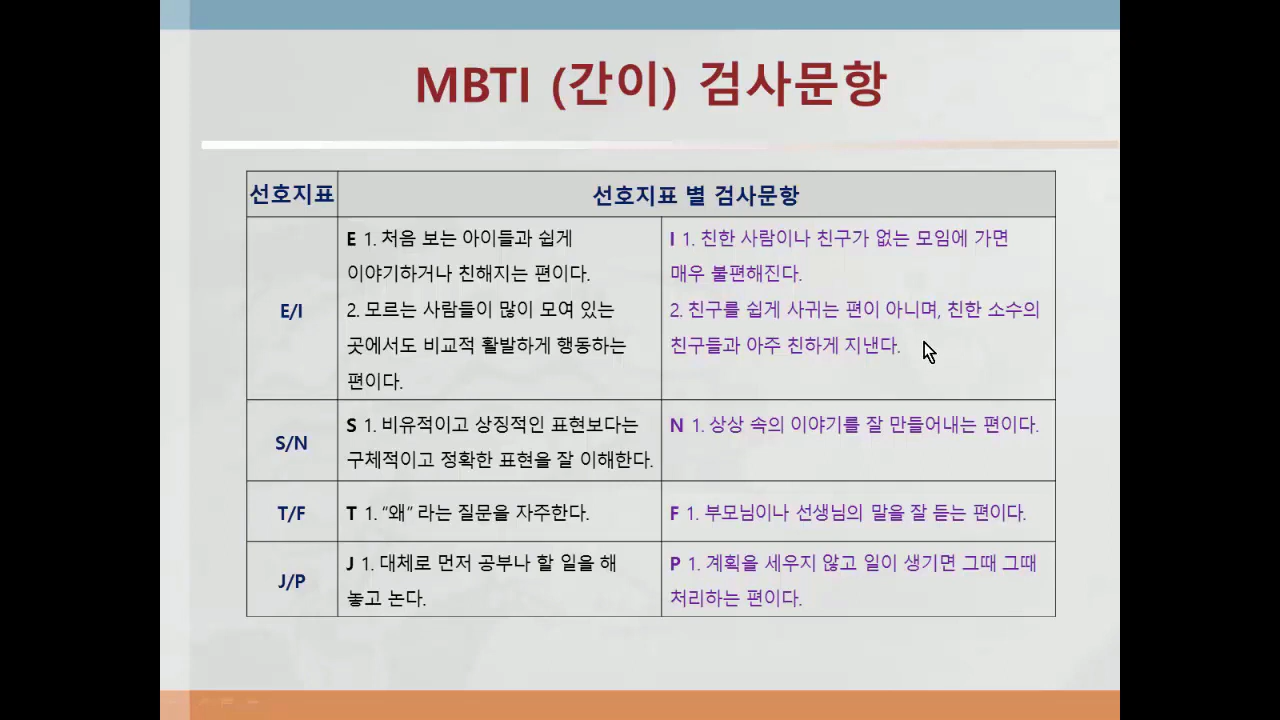 MBTI (간이) 검사문항
선호지표
선호지표 별 검사문항
E/I
E 1. 처음 보는 아이들과 쉽게
이야기하거나 친해지는 편이다.
2. 모르는 사람들이 많이 모여 있는
곳에서도 비교적 활발하게 행동하는
편이다.
I 1. 친한 사람이나 친구가 없는 모임에 가면
매우 불편해진다.
2. 친구를 쉽게 사귀는 편이 아니며, 친한 소수의
친구들과 아주 친하게 지낸다.
S/N
S 1. 비유적이고 상징적인 표현보다는
구체적이고 정확한 표현을 잘 이해한다.
N 1. 상상 속의 이야기를 잘 만들어내는 편이다.
T/F
T 1. “왜” 라는 질문을 자주한다.
F 1. 부모님이나 선생님의 말을 잘 듣는 편이다.
J/P
J 1. 대체로 먼저 공부나 할 일을 해
놓고 논다.
P 1. 계획을 세우지 않고 일이 생기면 그때 그때
처리하는 편이다.